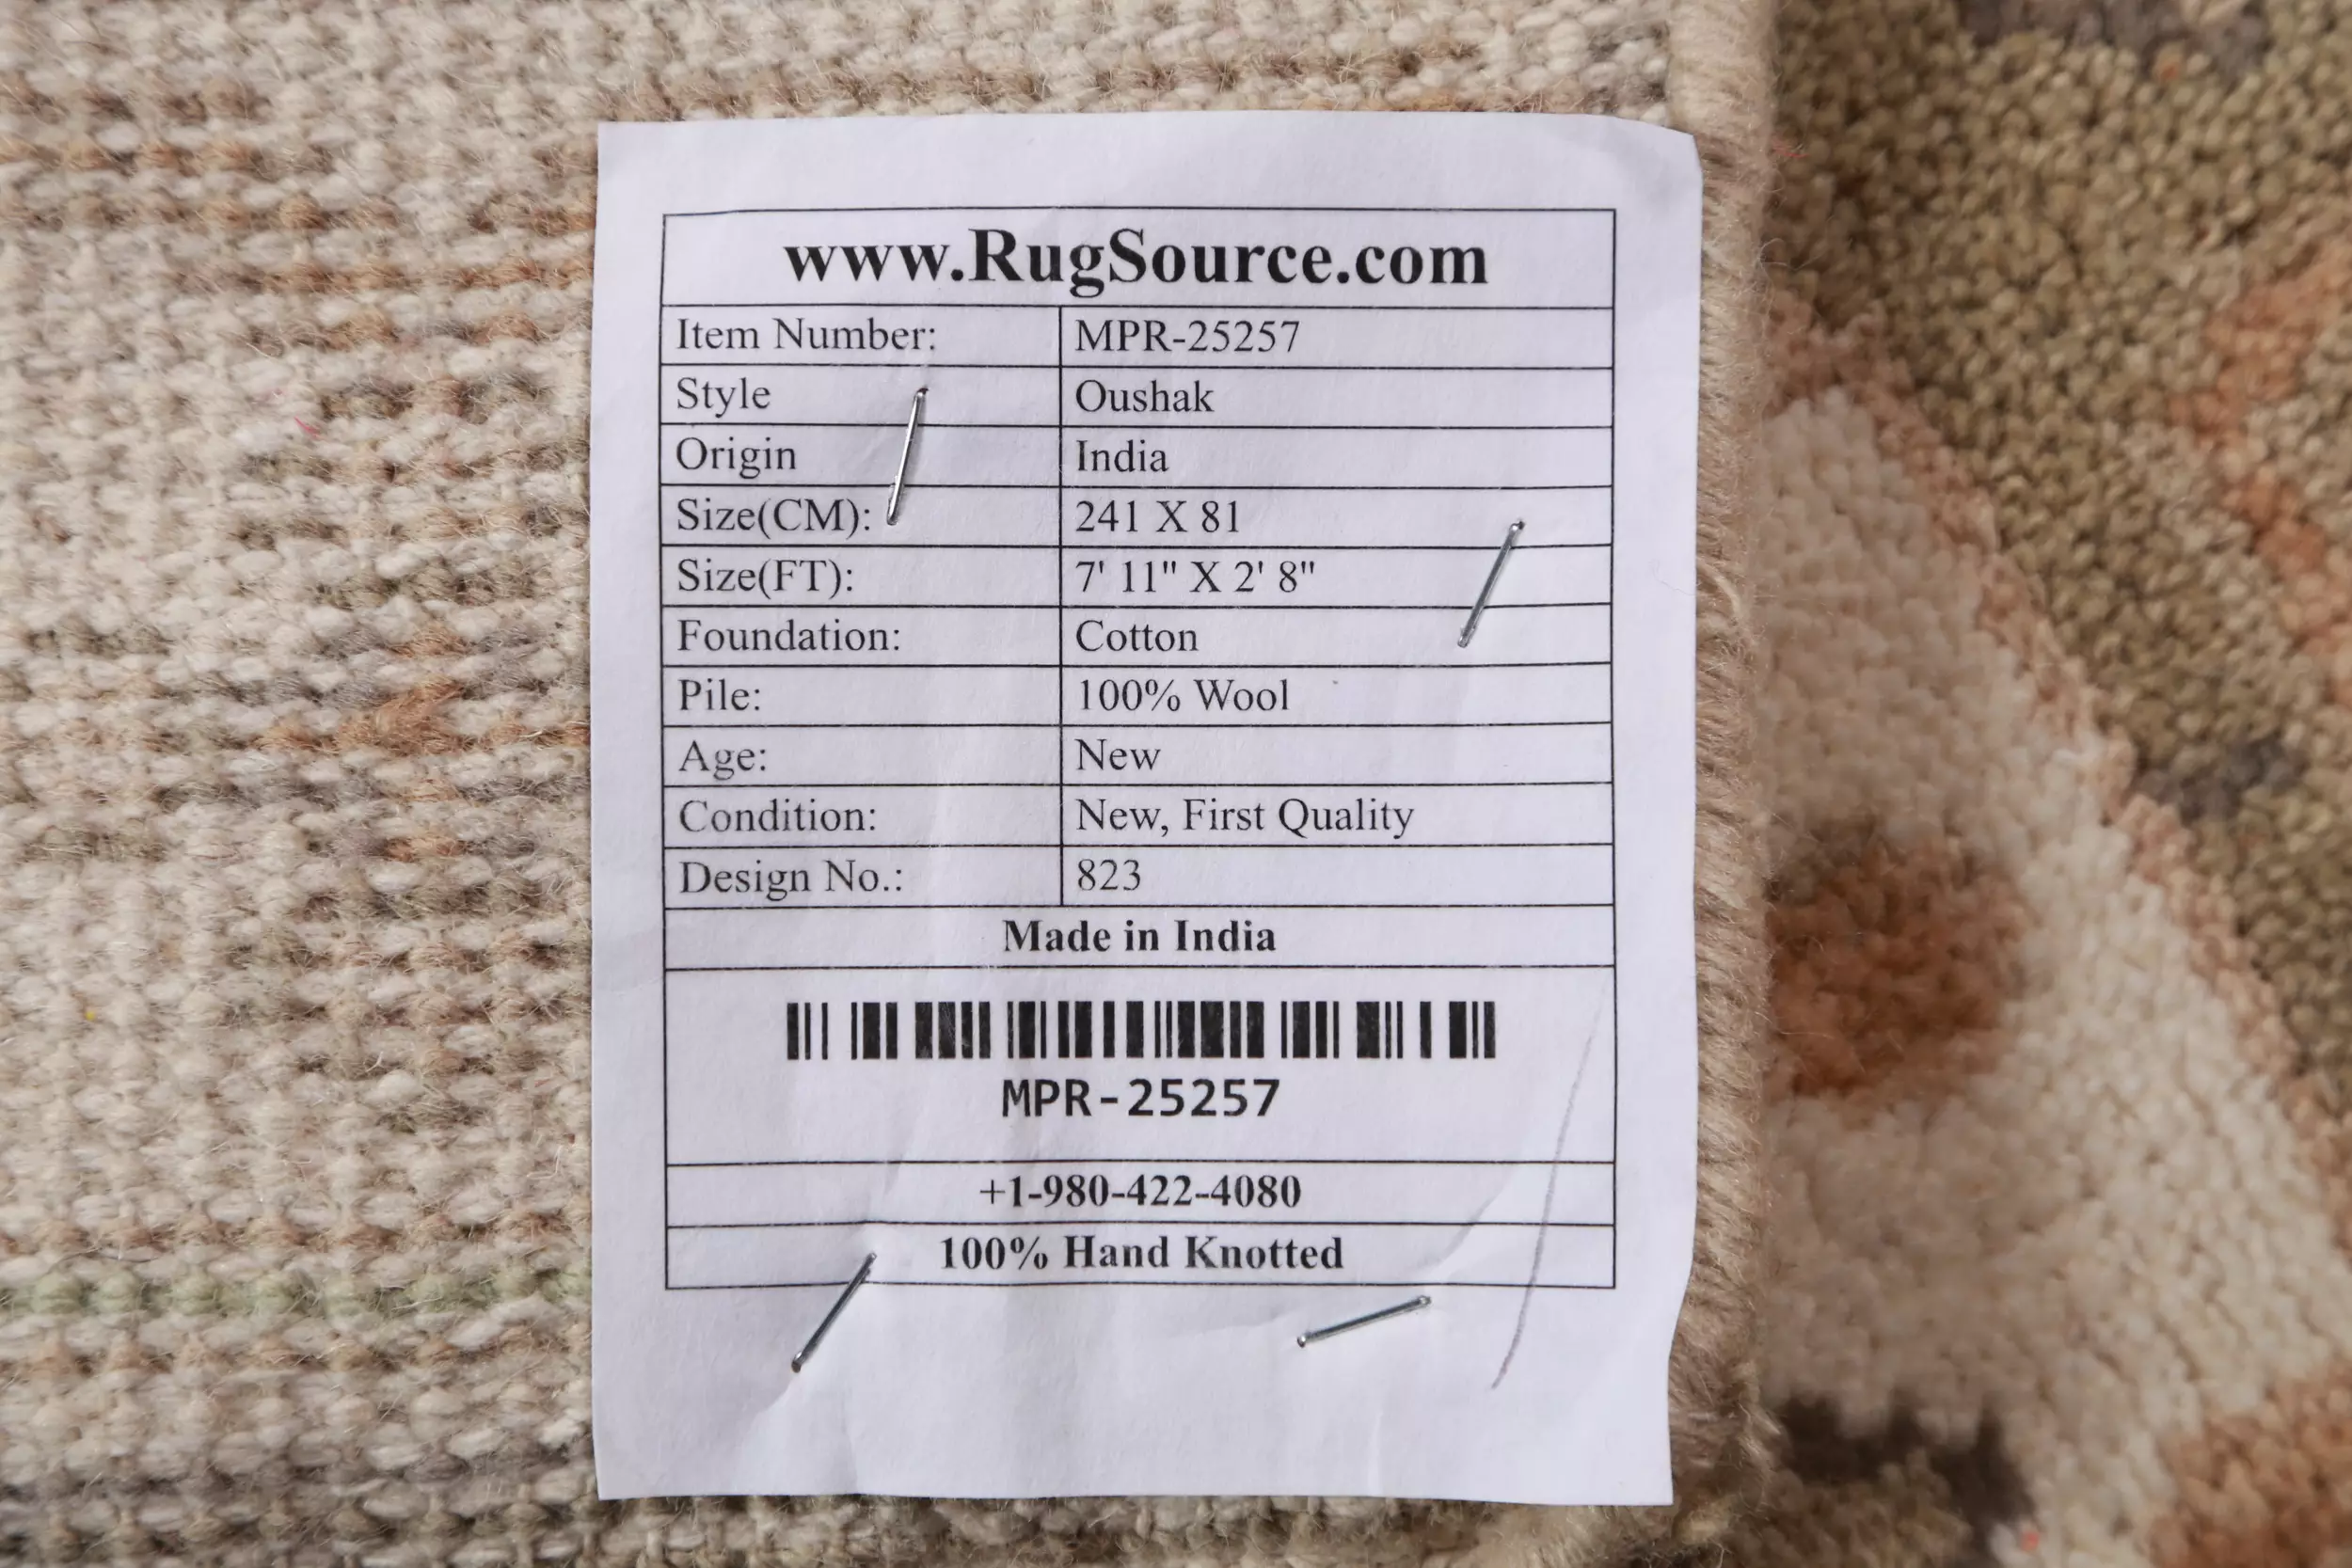 www.RugSource.com
Item Number: MPR-25257
Style Oushak
Origin India
Size(CM): 241 X 81
Size(FT): 7' 11" X 2' 8"
Foundation: Cotton
Pile: 100% Wool
Age: New
Condition: New, First Quality
Design No.: 823
Made in India
MPR-25257
+1-980-422-4080
100% Hand Knotted